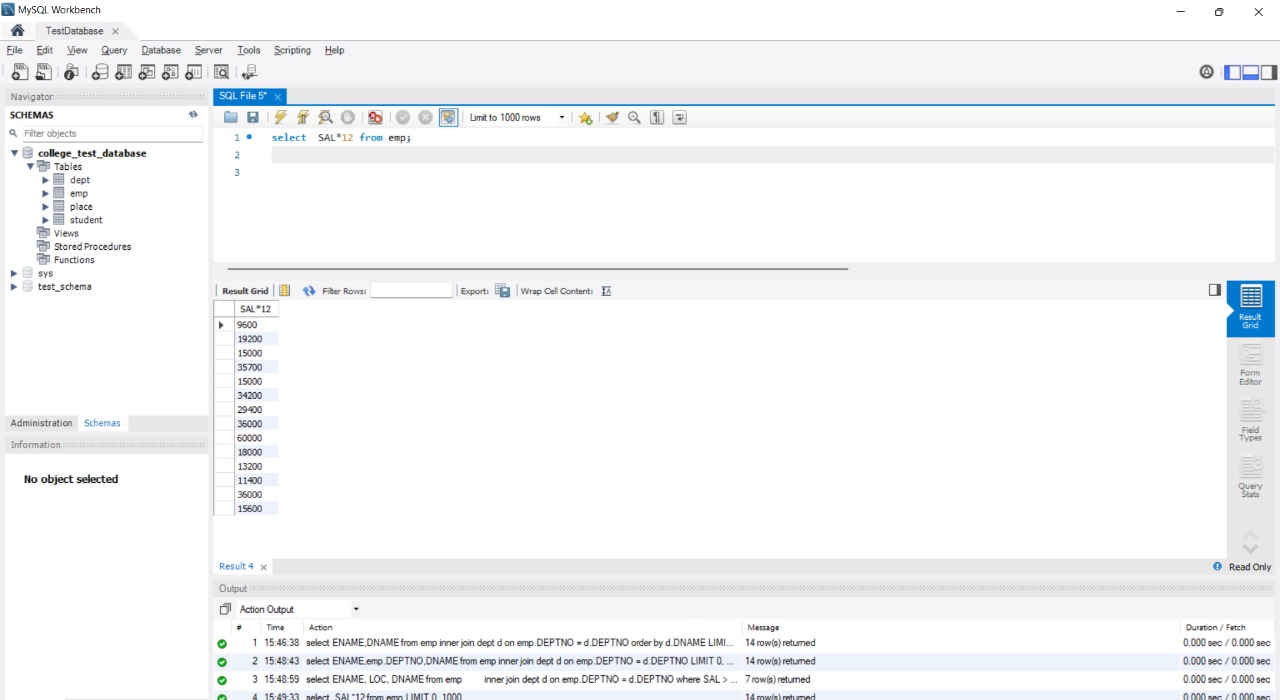 MySQL Workbench
TestDatabase
File Edit View Query Database Server Tools Scripting Help
Navigator
SCHEMAS
Filter objects
college_test_database
Tables
dept
emp
place
student
Views
Stored Procedures
Functions
sys
test_schema
Administration Schemas
Information
No object selected
SQL File 5*
Limit to 1000 rows
1 select SAL*12 from emp;
2
3
Result Grid Filter Rows: Export: Wrap Cell Content:
SAL*12
9600
19200
15000
35700
15000
34200
29400
36000
60000
18000
13200
11400
36000
15600
Result Grid
Form Editor
Field Types
Query Stats
Result 4
Read Only
Output
Action Output
# Time Action Message Duration / Fetch
1 15:46:38 select ENAME,DNAME from emp inner join dept d on emp.DEPTNO = d.DEPTNO order by d.DNAME LIMI... 14 row(s) returned 0.000 sec / 0.000 sec
2 15:48:43 select ENAME,emp.DEPTNO,DNAME from emp inner join dept d on emp.DEPTNO = d.DEPTNO LIMIT 0, ... 14 row(s) returned 0.000 sec / 0.000 sec
3 15:48:59 select ENAME, LOC, DNAME from emp inner join dept d on emp.DEPTNO = d.DEPTNO where SAL > ... 7 row(s) returned 0.000 sec / 0.000 sec
4 15:49:33 select SAL*12 from emp LIMIT 0, 1000 14 row(s) returned 0.000 sec / 0.000 sec